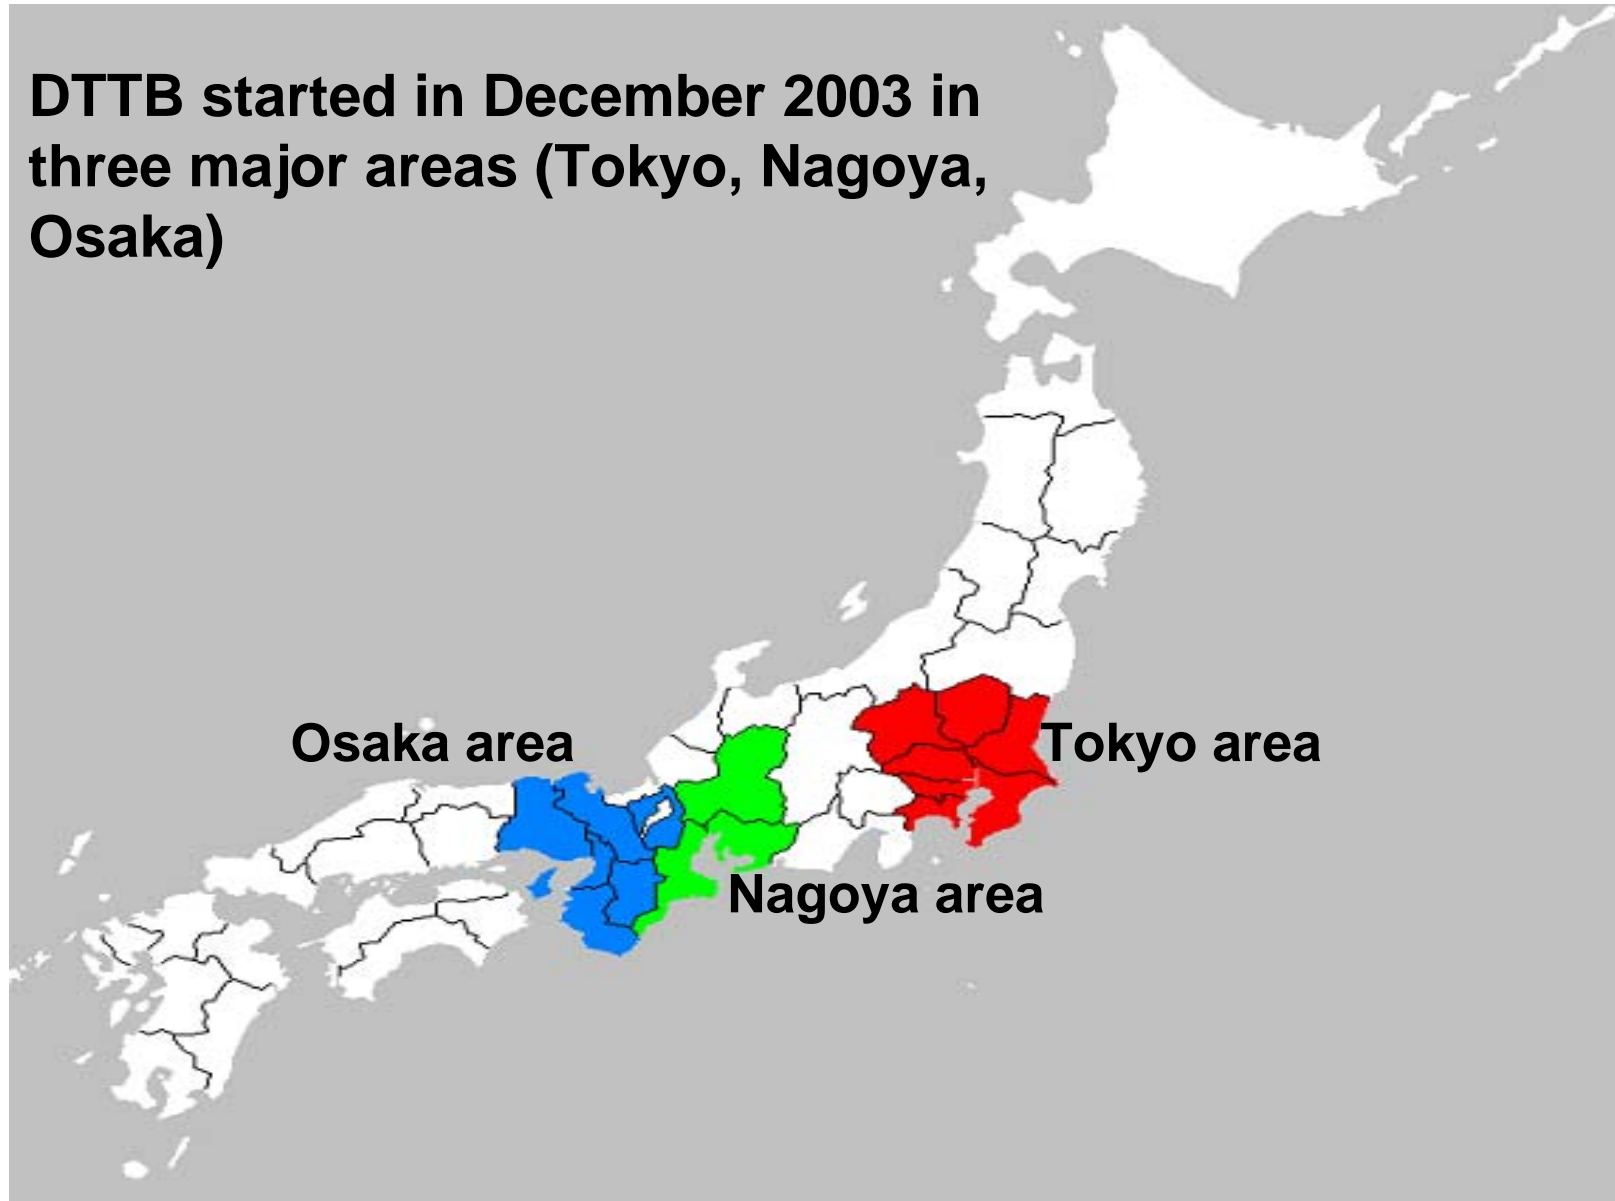 DTTB started in December 2003 in
three major areas (Tokyo, Nagoya,
Osaka)
Osaka area
Tokyo area
Nagoya area